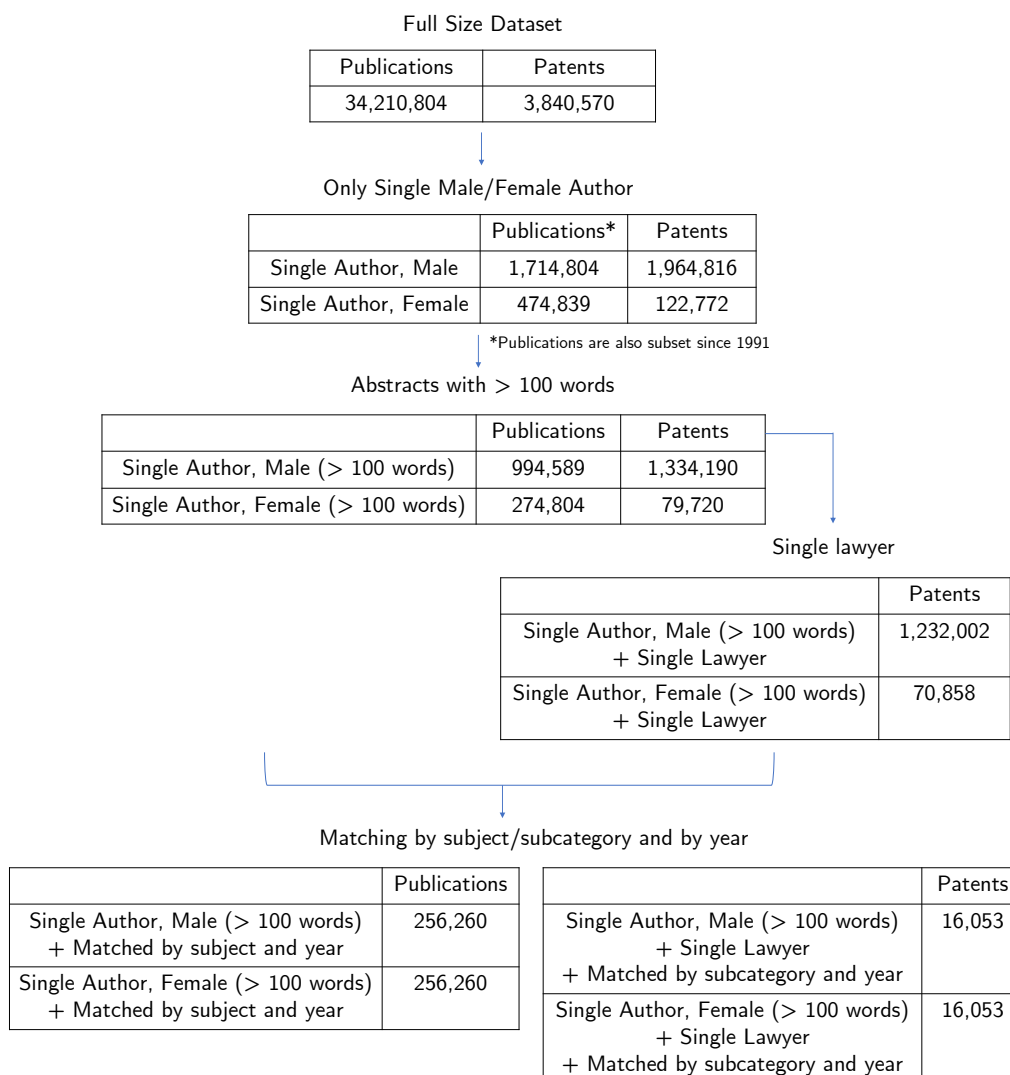 Full Size Dataset
Publications Patents
34,210,804 3,840,570
Only Single Male/Female Author
Publications* Patents
Single Author, Male 1,714,804 1,964,816
Single Author, Female 474,839 122,772
*Publications are also subset since 1991
Abstracts with > 100 words
Publications Patents
Single Author, Male (> 100 words) 994,589 1,334,190
Single Author, Female (> 100 words) 274,804 79,720
Single lawyer
Patents
Single Author, Male (> 100 words) 1,232,002
+ Single Lawyer
Single Author, Female (> 100 words) 70,858
+ Single Lawyer
Matching by subject/subcategory and by year
Publications
Single Author, Male (> 100 words) 256,260
+ Matched by subject and year
Single Author, Female (> 100 words) 256,260
+ Matched by subject and year
Patents
Single Author, Male (> 100 words) 16,053
+ Single Lawyer
+ Matched by subcategory and year
Single Author, Female (> 100 words) 16,053
+ Single Lawyer
+ Matched by subcategory and year